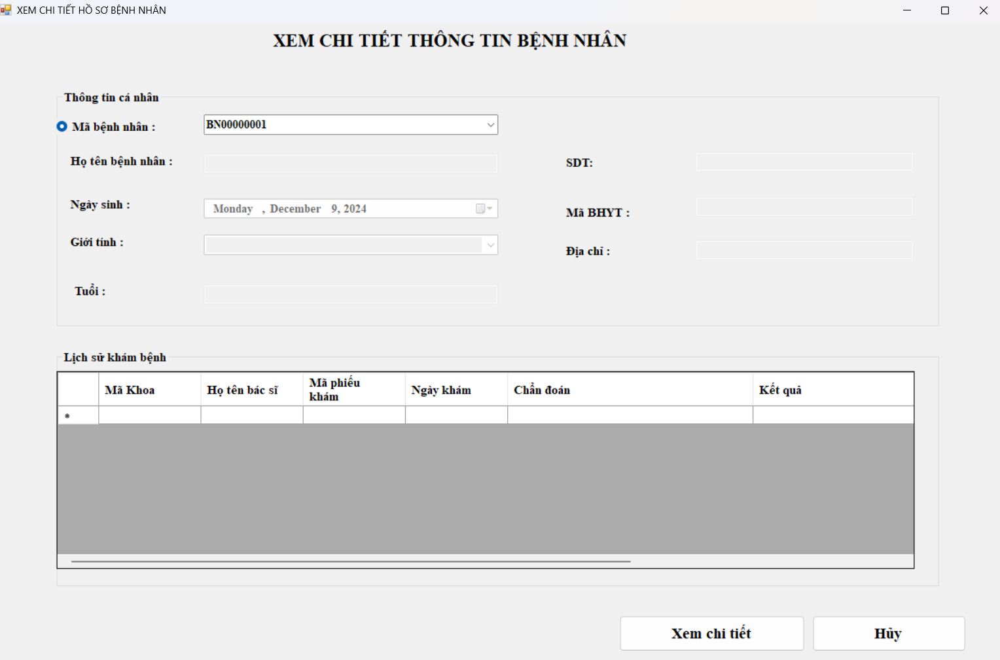 XEM CHI TIẾT HỒ SƠ BỆNH NHÂN
XEM CHI TIẾT THÔNG TIN BỆNH NHÂN
Thông tin cá nhân
Mã bệnh nhân :
BN00000001
Họ tên bệnh nhân :
SDT:
Ngày sinh :
Monday , December 9, 2024
Mã BHYT :
Giới tính :
Địa chỉ :
Tuổi :
Lịch sử khám bệnh
Mã Khoa
Họ tên bác sĩ
Mã phiếu
khám
Ngày khám
Chẩn đoán
Kết quả
Xem chi tiết
Hủy